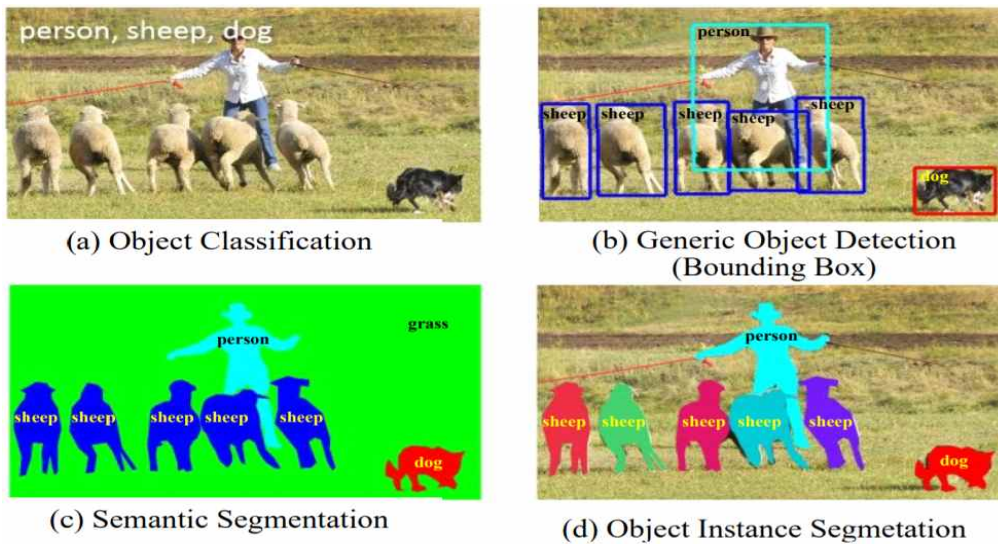 person, sheep, dog
person
sheep
sheep
sheep
sheep
sheep
dog
(a) Object Classification
(b) Generic Object Detection
(Bounding Box)
grass
person
sheep
sheep
sheep
sheep
sheep
dog
person
sheep
sheep
sheep
sheep
sheep
dog
(c) Semantic Segmentation
(d) Object Instance Segmetation